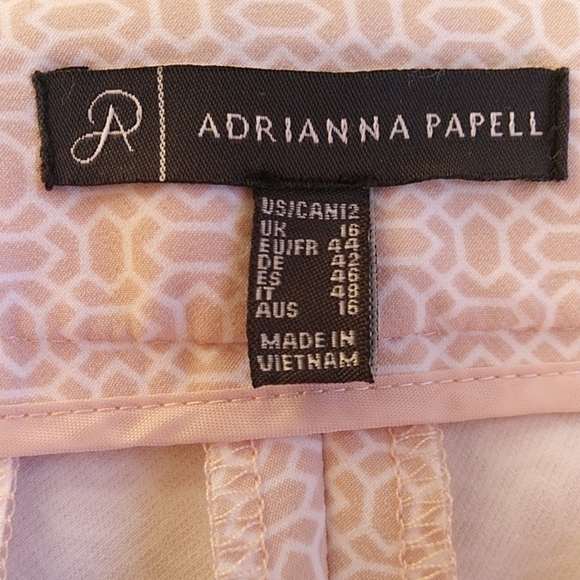 ADRIANNA PAPELL
US/CAN12
UK 16
EU/FR 44
DE 42
ES 46
IT 48
AUS 16
MADE IN
VIETNAM